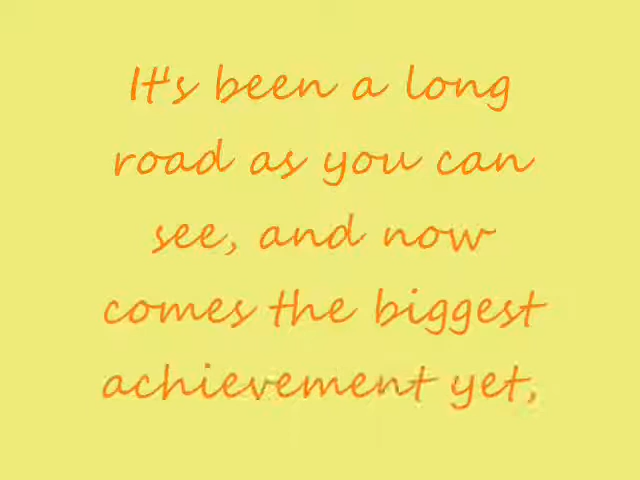 It's been a long
road as you can
see, and now
comes the biggest
achievement yet,